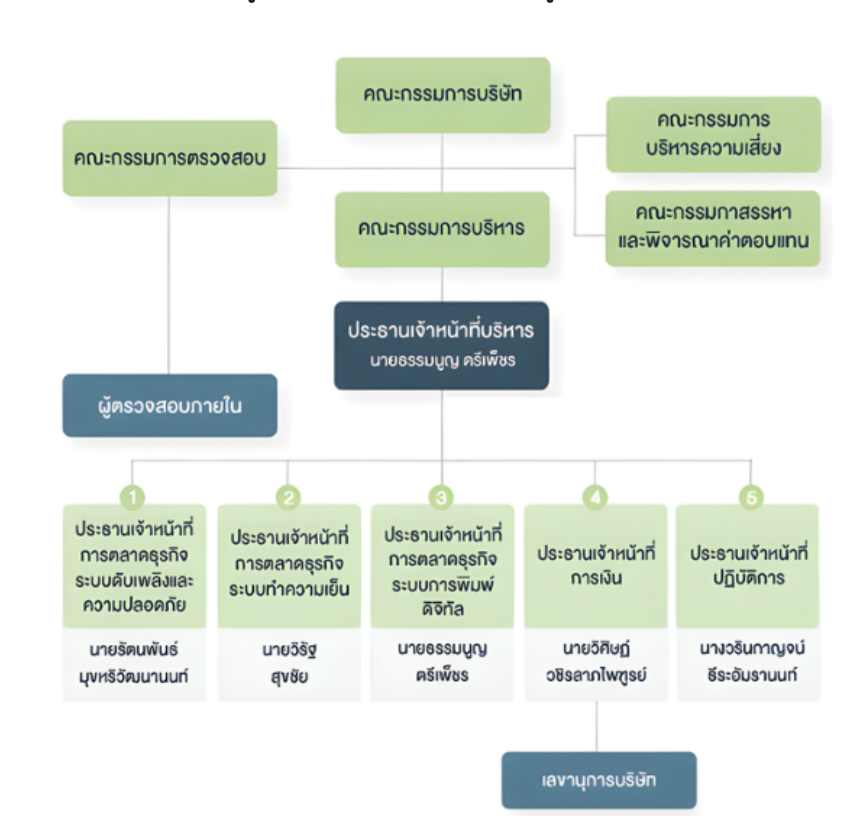 คณะกรรมการบริษัท
คณะกรรมการตรวจสอบ
คณะกรรมการ
บริหารความเสี่ยง
คณะกรรมการบริหาร
คณะกรรมกาสรรหา
และพิจารณาค่าตอบแทน
ประธานเจ้าหน้าที่บริหาร
นายธรรมนูญ ตรีเพ็ชร
ผู้ตรวจสอบภายใน
1
ประธานเจ้าหน้าที่
การตลาดธุรกิจ
ระบบดับเพลิงและ
ความปลอดภัย
นายรัตนพันธ์
มุขหริวัฒนานนท์
2
ประธานเจ้าหน้าที่
การตลาดธุรกิจ
ระบบทำความเย็น
นายวิรัฐ
สุขชัย
3
ประธานเจ้าหน้าที่
การตลาดธุรกิจ
ระบบการพิมพ์
ดิจิทัล
นายธรรมนูญ
ตรีเพ็ชร
4
ประธานเจ้าหน้าที่
การเงิน
นายวิศิษฏ์
วชิรลาภไพฑูรย์
5
ประธานเจ้าหน้าที่
ปฏิบัติการ
นางวรินกาญจน์
ธีระอัมรานนท์
เลขานุการบริษัท